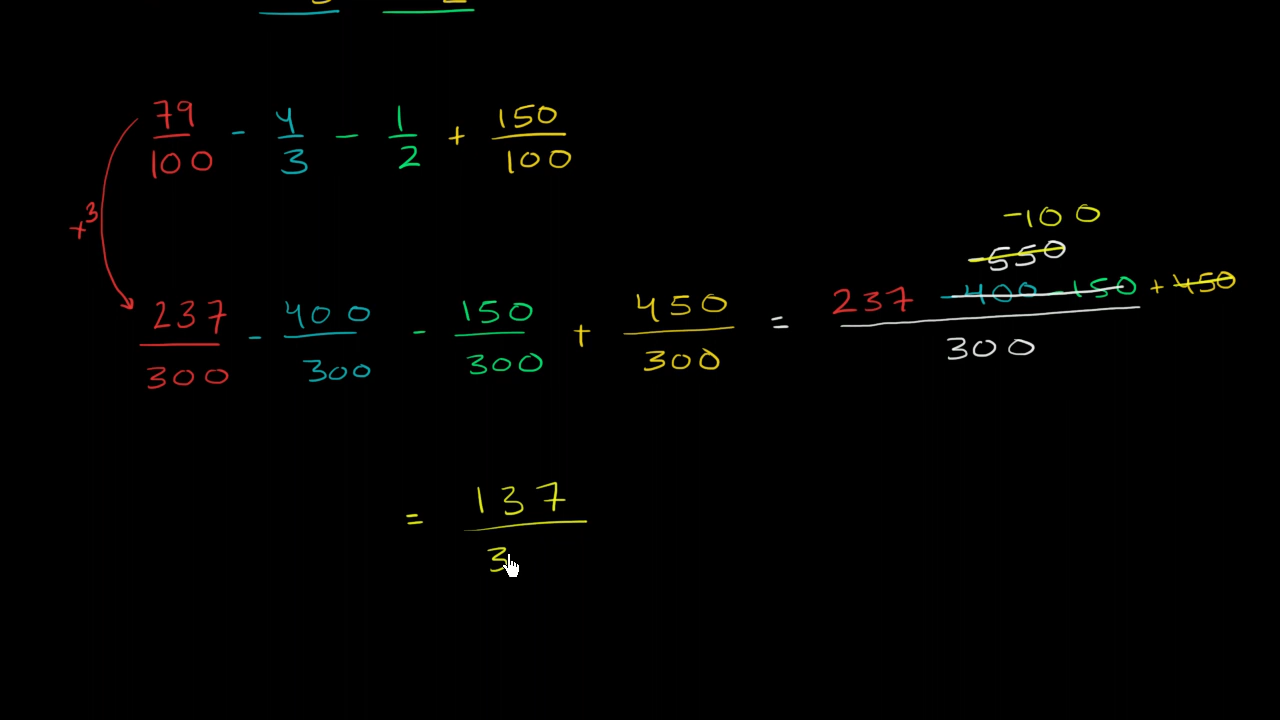 79/100 - 4/3 - 1/2 + 150/100
×3
-100
-550
237/300 - 400/300 - 150/300 + 450/300 = 237 - 400 - 150 + 450/300
= 137/3